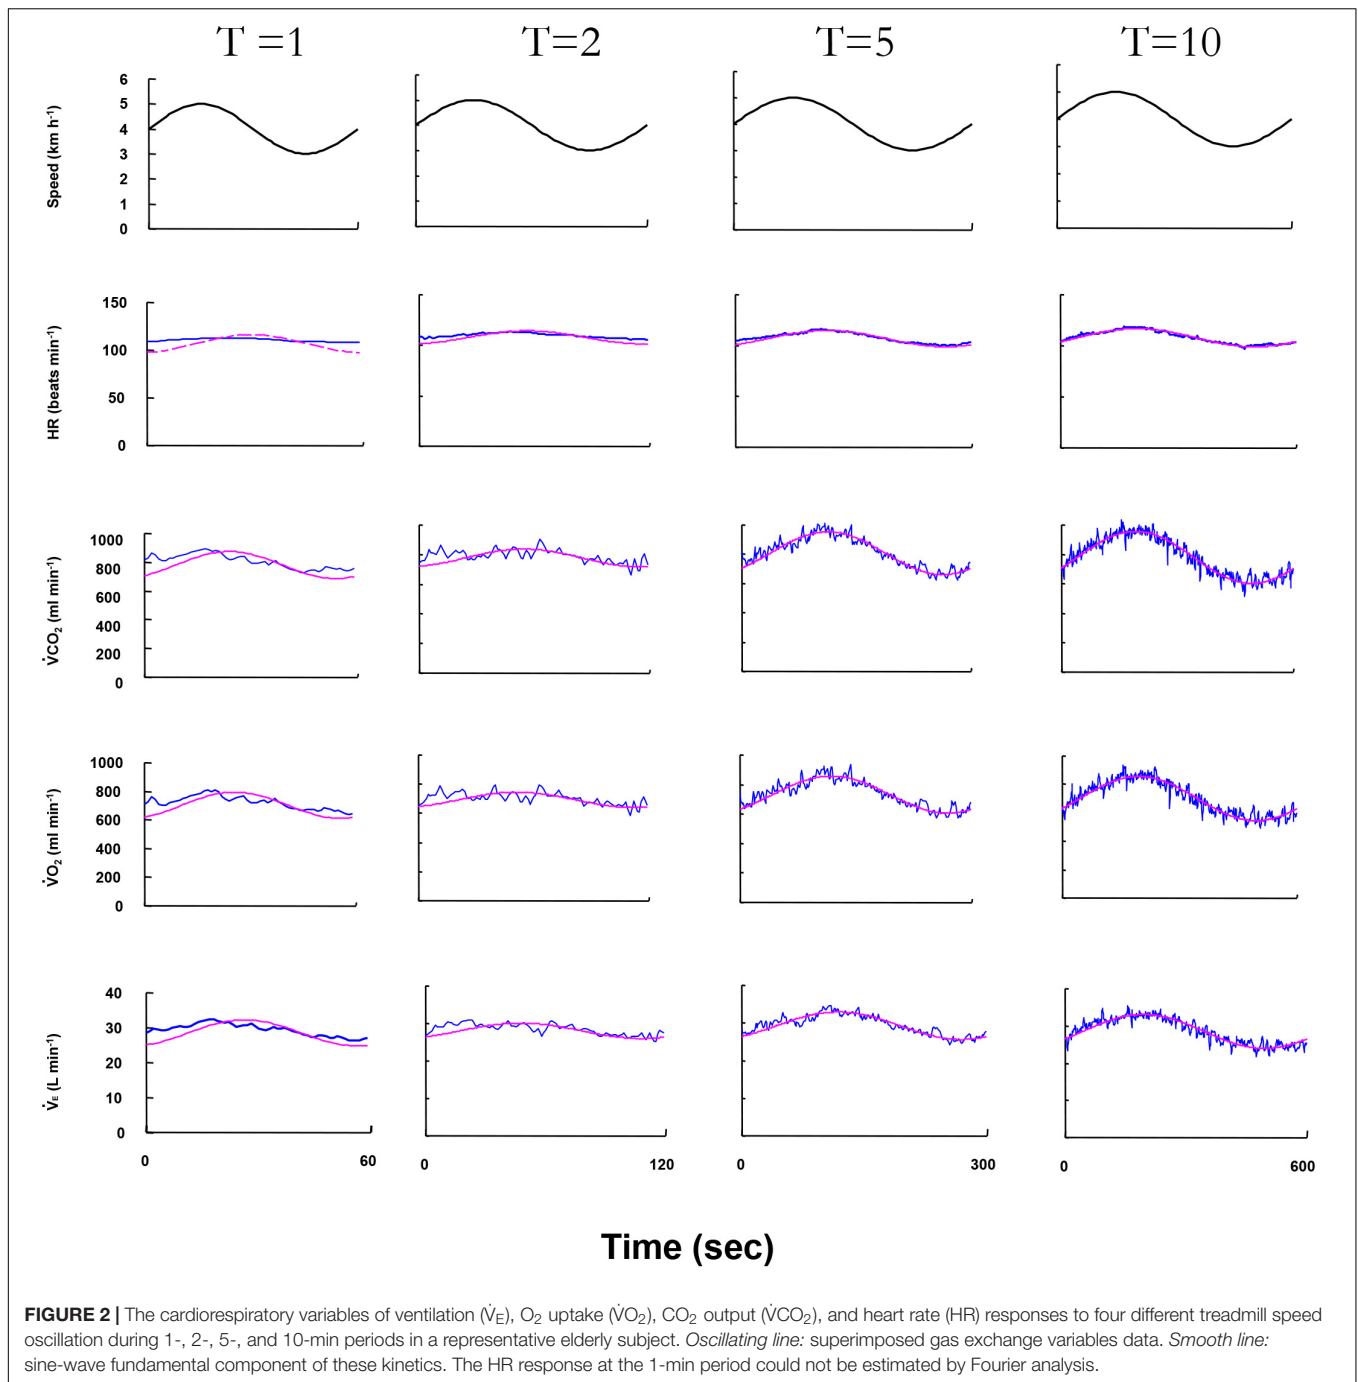 T =1 T=2 T=5 T=10
Speed (km h⁻¹)
6
5
4
3
2
1
0
HR (beats min⁻¹)
150
100
50
0
V̇CO₂ (ml min⁻¹)
1000
800
600
400
200
0
V̇O₂ (ml min⁻¹)
1000
800
600
400
200
0
V̇ᴇ (L min⁻¹)
40
30
20
10
0
0 60 0 120 0 300 0 600
Time (sec)
FIGURE 2 | The cardiorespiratory variables of ventilation (V̇E), O₂ uptake (V̇O₂), CO₂ output (V̇CO₂), and heart rate (HR) responses to four different treadmill speed
oscillation during 1-, 2-, 5-, and 10-min periods in a representative elderly subject. Oscillating line: superimposed gas exchange variables data. Smooth line:
sine-wave fundamental component of these kinetics. The HR response at the 1-min period could not be estimated by Fourier analysis.